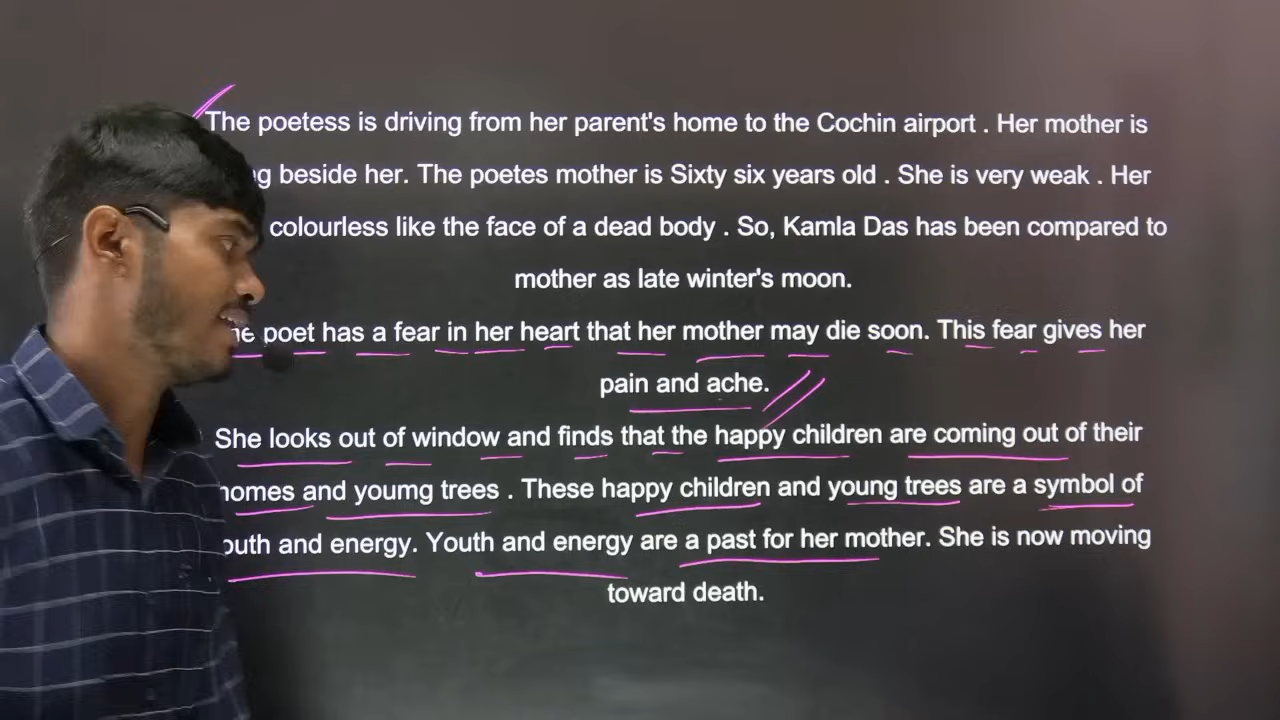 The poetess is driving from her parent's home to the Cochin airport . Her mother is
beside her. The poetes mother is Sixty six years old . She is very weak . Her
colourless like the face of a dead body . So, Kamla Das has been compared to
mother as late winter's moon.
poet has a fear in her heart that her mother may die soon. This fear gives her
pain and ache.
She looks out of window and finds that the happy children are coming out of their
homes and youmg trees . These happy children and young trees are a symbol of
and energy. Youth and energy are a past for her mother. She is now moving
toward death.